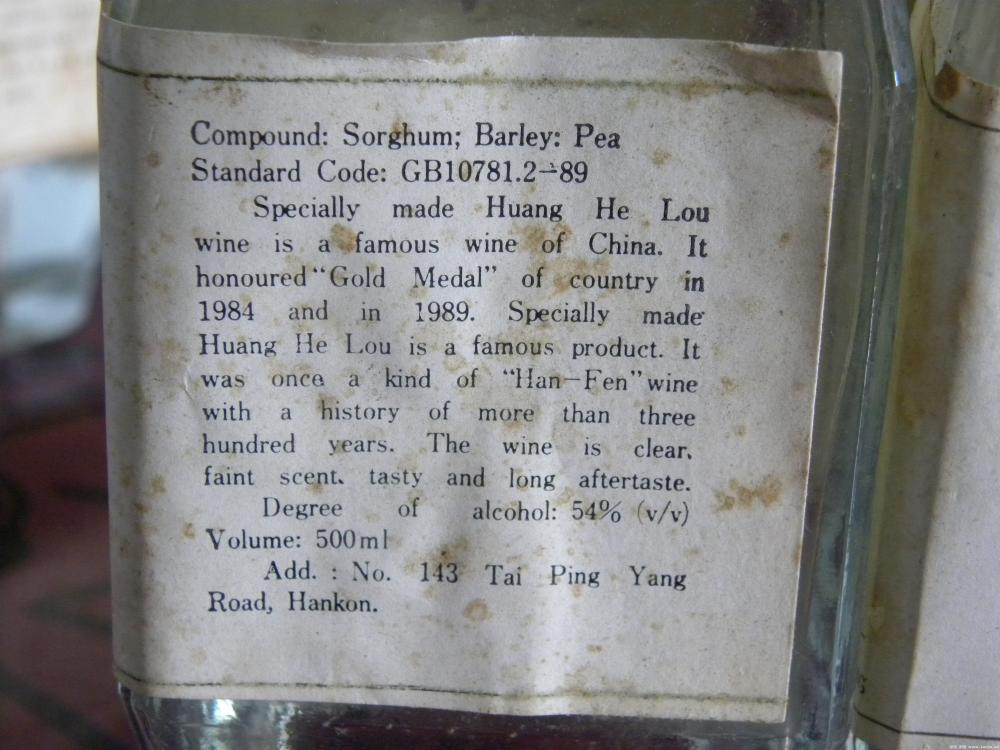 Compound: Sorghum; Barley: Pea
Standard Code: GB10781.2-89
Specially made Huang He Lou
wine is a famous wine of China. It
honoured “Gold Medal” of country in
1984 and in 1989. Specially made
Huang He Lou is a famous product. It
was once a kind of “Han-Fen” wine
with a history of more than three
hundred years. The wine is clear、
faint scent、tasty and long aftertaste.
Degree of alcohol: 54% (v/v)
Volume: 500ml
Add. : No. 143 Tai Ping Yang
Road, Hankon.